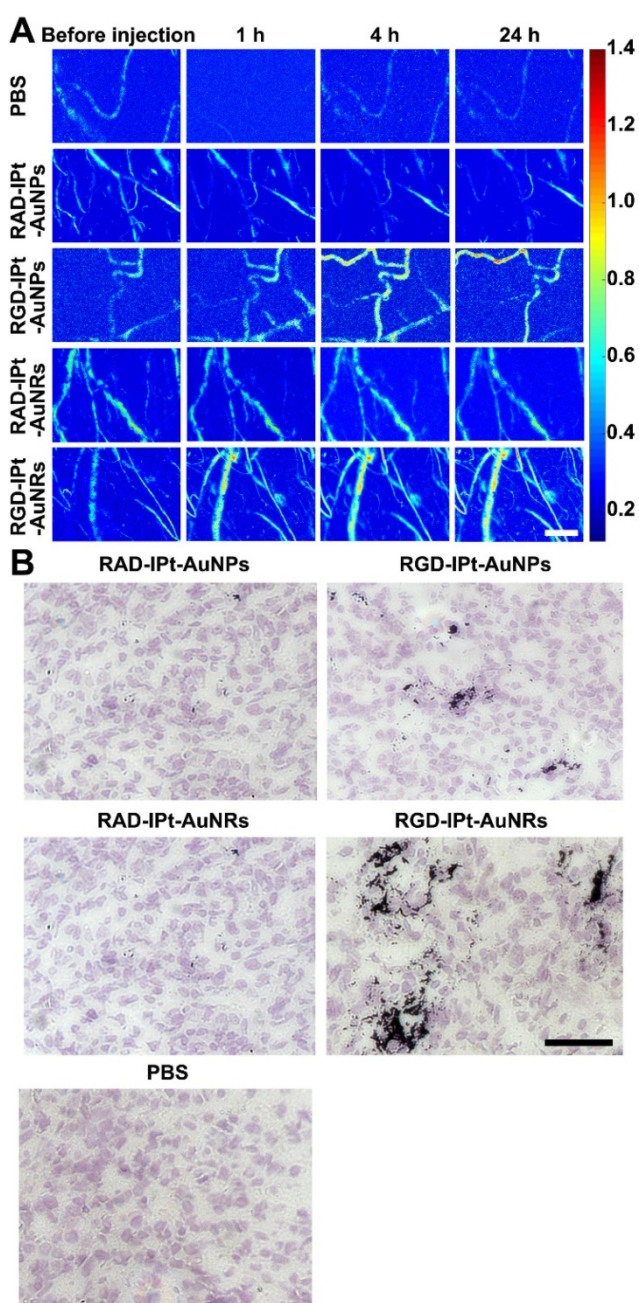 A
Before injection 1 h 4 h 24 h
PBS
RAD-IPt
-AuNPs
RGD-IPt
-AuNPs
RAD-IPt
-AuNRs
RGD-IPt
-AuNRs
1.4
1.2
1.0
0.8
0.6
0.4
0.2
B
RAD-IPt-AuNPs RGD-IPt-AuNPs
RAD-IPt-AuNRs RGD-IPt-AuNRs
PBS